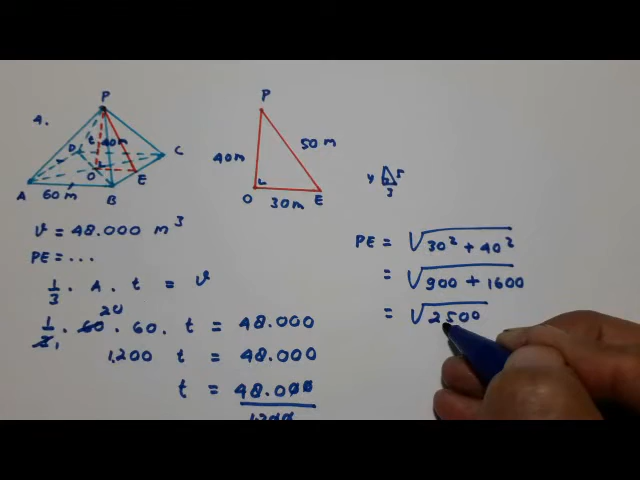 P
4.
t
40m
D
C
O
E
A
60 m
B
P
40m
50 m
O
30m
E
5
3
V = 48.000 m³
PE = ...
1/3 . A . t = V
20
1/3 . 60 . 60 . t = 48.000
1
1.200 t = 48.000
t = 48.000
1200
PE = √30² + 40²
= √900 + 1600
= √2500